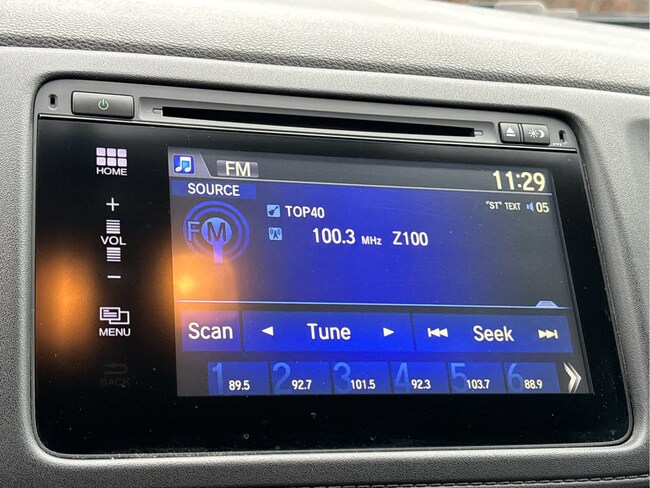 FM 11:29
HOME
SOURCE
"ST" TEXT 05
TOP40
+
FM
VOL
100.3 MHz Z100
−
MENU
Scan Tune Seek
BACK
1 89.5 2 92.7 3 101.5 4 92.3 5 103.7 6 88.9